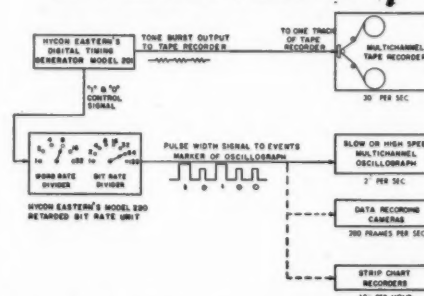 HYCON EASTERN'S
DIGITAL TIMING
GENERATOR MODEL 201
TONE BURST OUTPUT
TO TAPE RECORDER
TO ONE TRACK
OF TAPE
RECORDER
MULTICHANNEL
TAPE RECORDER
30 PER SEC
"1" & "0"
CONTROL
SIGNAL
WORD RATE
DIVIDER
BIT RATE
DIVIDER
HYCON EASTERN'S MODEL 220
RETARDED BIT RATE UNIT
PULSE WIDTH SIGNAL TO EVENTS
MARKER OF OSCILLOGRAPH
1 0 1 0 0
SLOW OR HIGH SPEED
MULTICHANNEL
OSCILLOGRAPH
2" PER SEC
DATA RECORDING
CAMERAS
200 FRAMES PER SEC
STRIP CHART
RECORDERS
PER HOUR